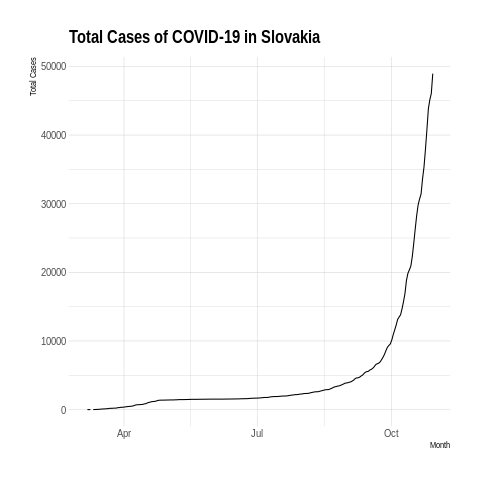 Total Cases of COVID-19 in Slovakia
Total Cases
50000
40000
30000
20000
10000
0
Apr Jul Oct
Month